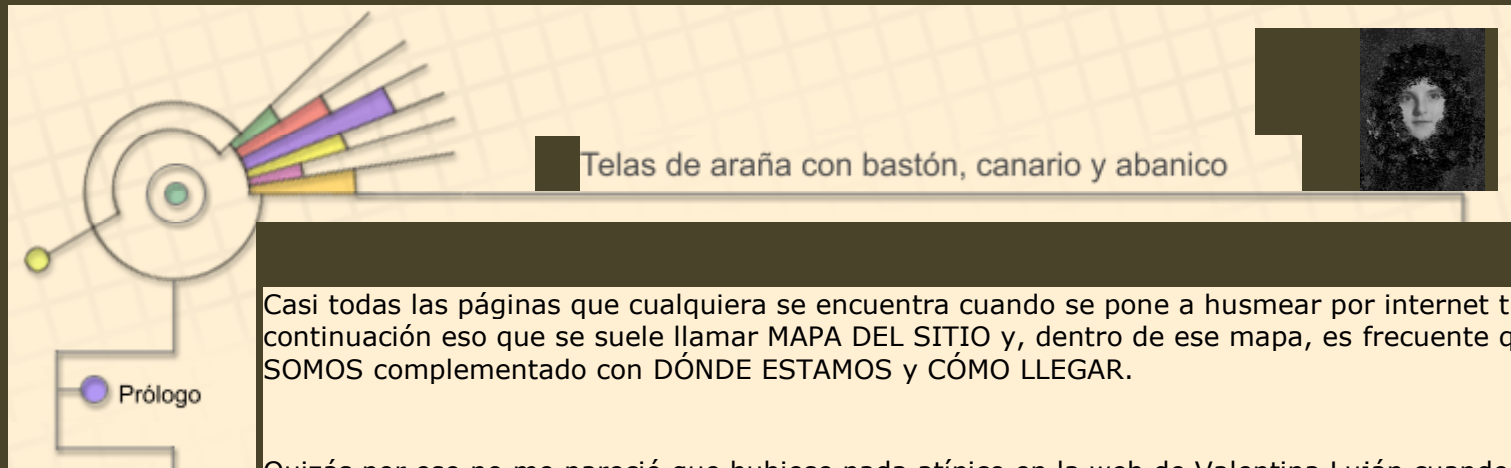 Telas de araña con bastón, canario y abanico
Casi todas las páginas que cualquiera se encuentra cuando se pone a husmear por internet
continuación eso que se suele llamar MAPA DEL SITIO y, dentro de ese mapa, es frecuente
SOMOS complementado con DÓNDE ESTAMOS y CÓMO LLEGAR.
Prólogo